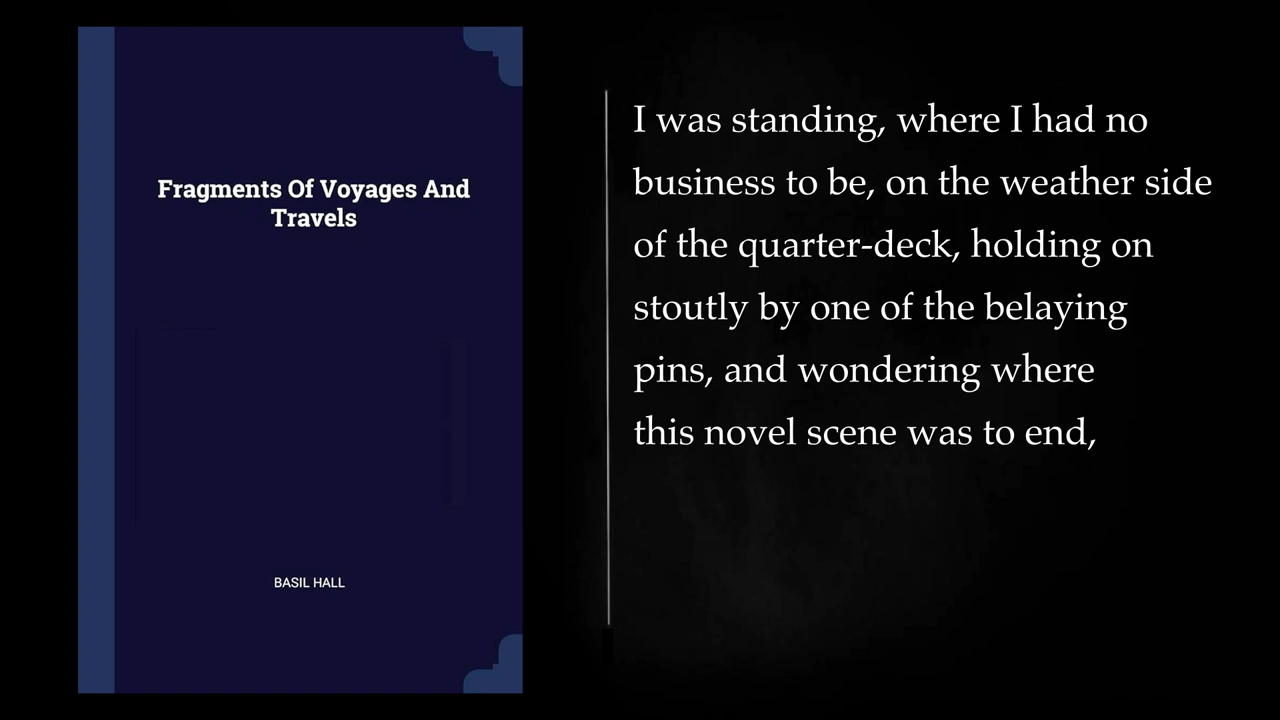 Fragments Of Voyages And
Travels
BASIL HALL
I was standing, where I had no
business to be, on the weather side
of the quarter-deck, holding on
stoutly by one of the belaying
pins, and wondering where
this novel scene was to end,